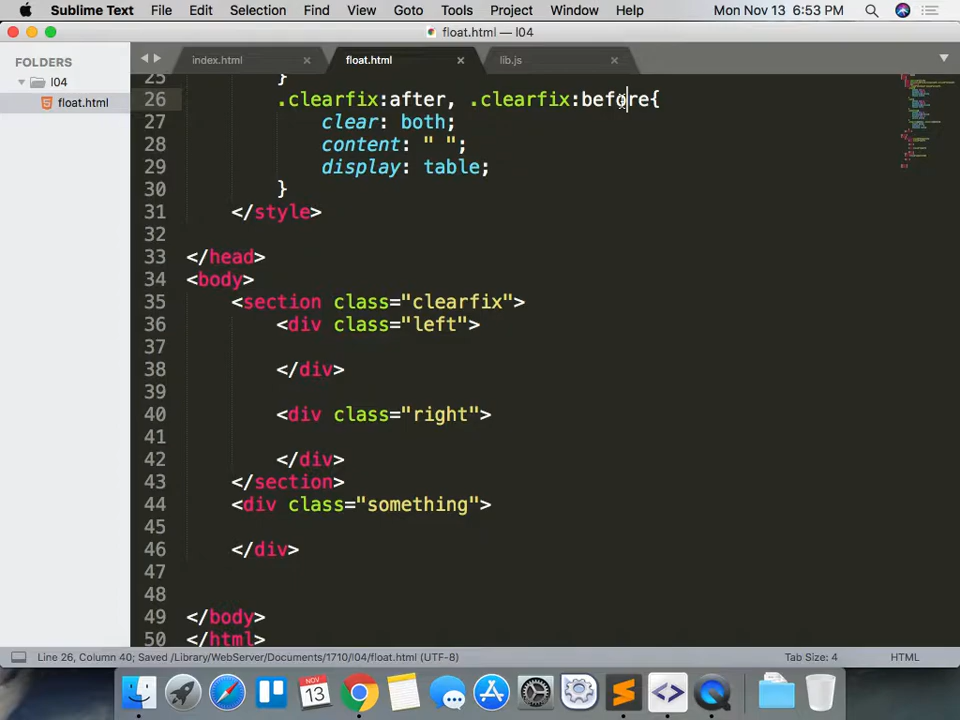 Sublime Text File Edit Selection Find View Goto Tools Project Window Help Mon Nov 13 6:53 PM
float.html — l04
FOLDERS
l04
float.html
index.html × float.html × lib.js ×
25 }
26 .clearfix:after, .clearfix:before{
27 clear: both;
28 content: " ";
29 display: table;
30 }
31 </style>
32
33 </head>
34 <body>
35 <section class="clearfix">
36 <div class="left">
37
38 </div>
39
40 <div class="right">
41
42 </div>
43 </section>
44 <div class="something">
45
46 </div>
47
48
49 </body>
50 </html>
Line 26, Column 40; Saved /Library/WebServer/Documents/1710/l04/float.html (UTF-8) Tab Size: 4 HTML
NOV
13